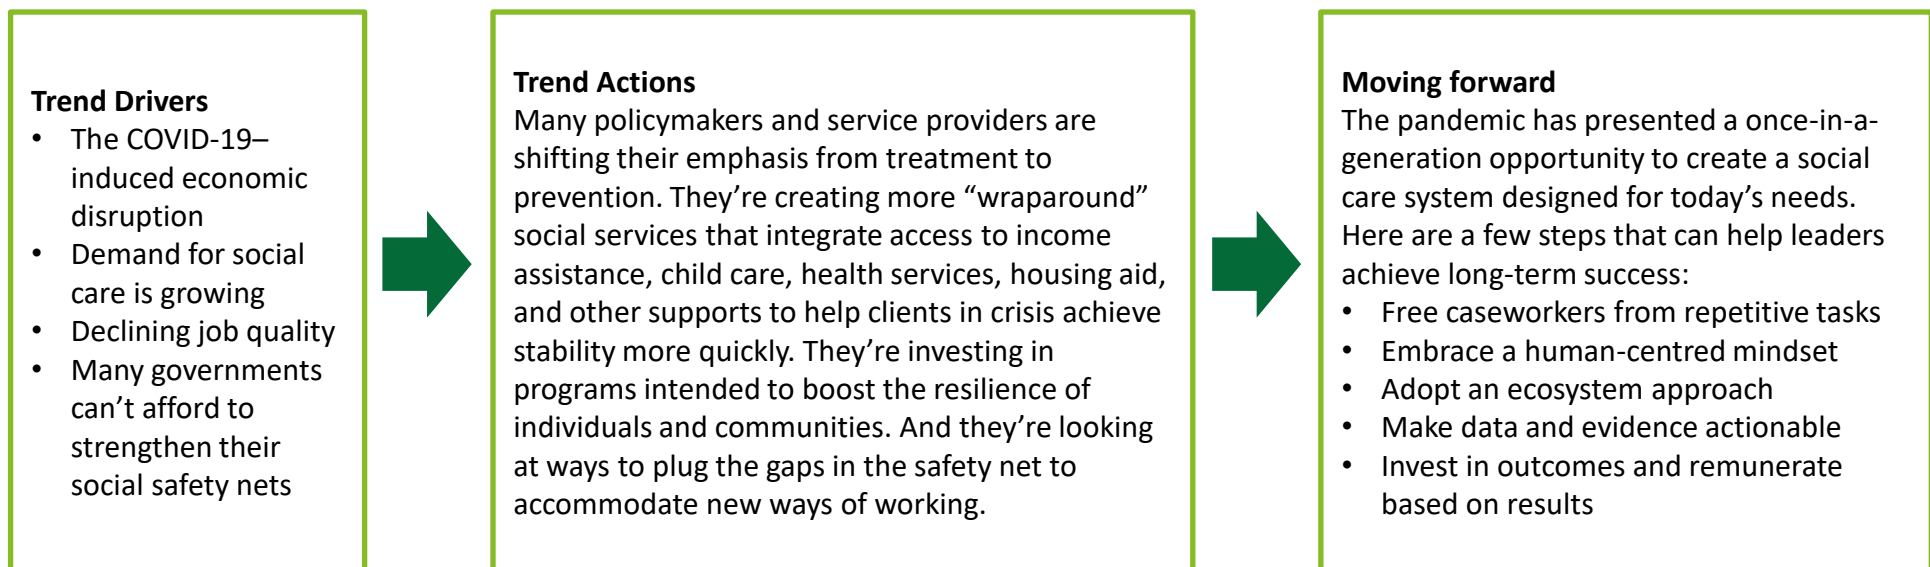 Trend Drivers
• The COVID-19–
induced economic
disruption
• Demand for social
care is growing
• Declining job quality
• Many governments
can’t afford to
strengthen their
social safety nets
Trend Actions
Many policymakers and service providers are
shifting their emphasis from treatment to
prevention. They’re creating more “wraparound”
social services that integrate access to income
assistance, child care, health services, housing aid,
and other supports to help clients in crisis achieve
stability more quickly. They’re investing in
programs intended to boost the resilience of
individuals and communities. And they’re looking
at ways to plug the gaps in the safety net to
accommodate new ways of working.
Moving forward
The pandemic has presented a once-in-a-
generation opportunity to create a social
care system designed for today’s needs.
Here are a few steps that can help leaders
achieve long-term success:
• Free caseworkers from repetitive tasks
• Embrace a human-centred mindset
• Adopt an ecosystem approach
• Make data and evidence actionable
• Invest in outcomes and remunerate
based on results